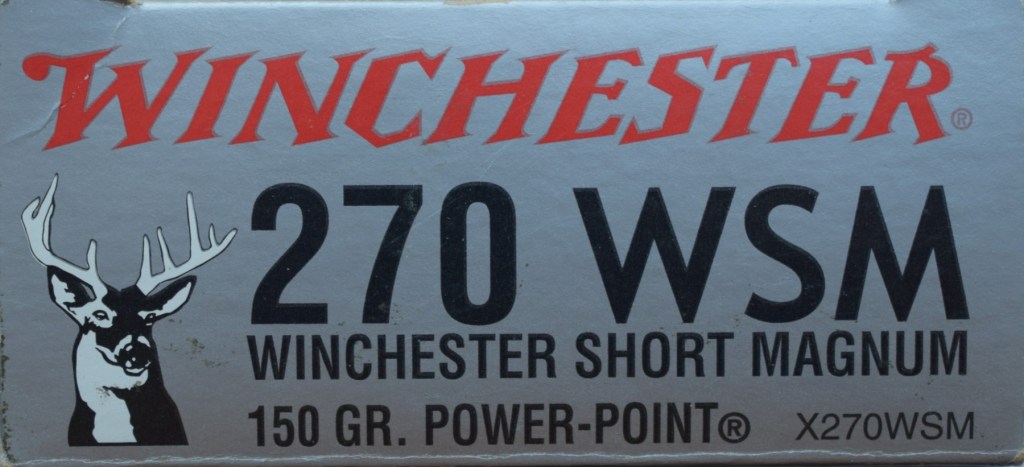 WINCHESTER®
270 WSM
WINCHESTER SHORT MAGNUM
150 GR. POWER-POINT® X270WSM